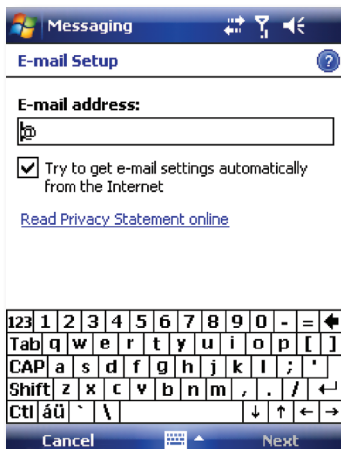 Messaging
E-mail Setup ?
E-mail address:
@
Try to get e-mail settings automatically
from the Internet
Read Privacy Statement online
123 1 2 3 4 5 6 7 8 9 0 - =
Tab q w e r t y u i o p [ ]
CAP a s d f g h j k l ; '
Shift z x c v b n m , . /
Ctl áü ` \ ↓ ↑ ← →
Cancel Next